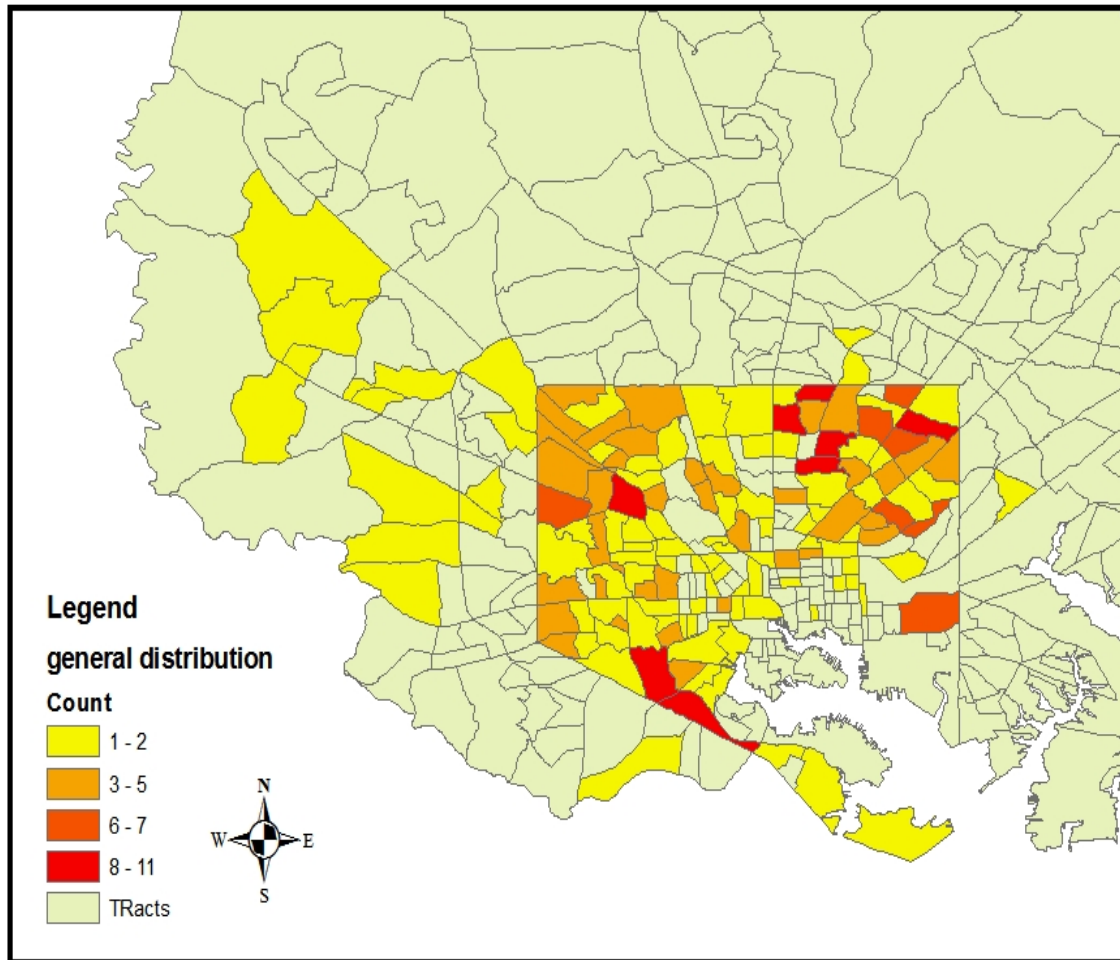 Legend
general distribution
Count
1 - 2
3 - 5
6 - 7
8 - 11
TRacts
N
W E
S